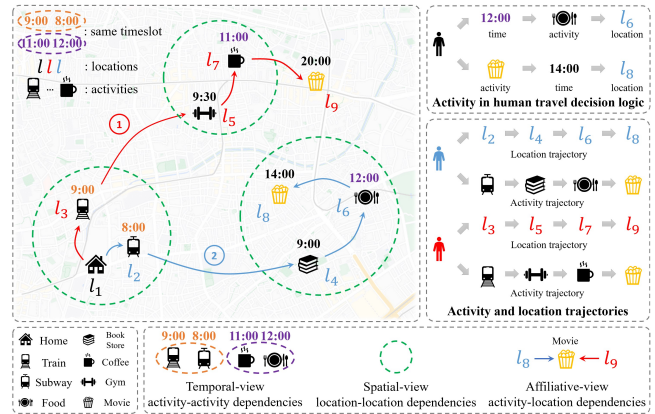 9:00 8:00 : same timeslot
11:00 12:00
l l l : locations
... : activities
11:00
l7
20:00
l9
9:30
l5
1
9:00
l3
8:00
l2
l1
2
14:00
l8
12:00
l6
9:00
l4
12:00 l6
time activity location
14:00 l8
activity time location
Activity in human travel decision logic
l2 l4 l6 l8
Location trajectory
Activity trajectory
l3 l5 l7 l9
Location trajectory
Activity trajectory
Activity and location trajectories
Home Book Store
Train Coffee
Subway Gym
Food Movie
9:00 8:00 11:00 12:00
Temporal-view
activity-activity dependencies
Spatial-view
location-location dependencies
Movie
l8 l9
Affiliative-view
activity-location dependencies